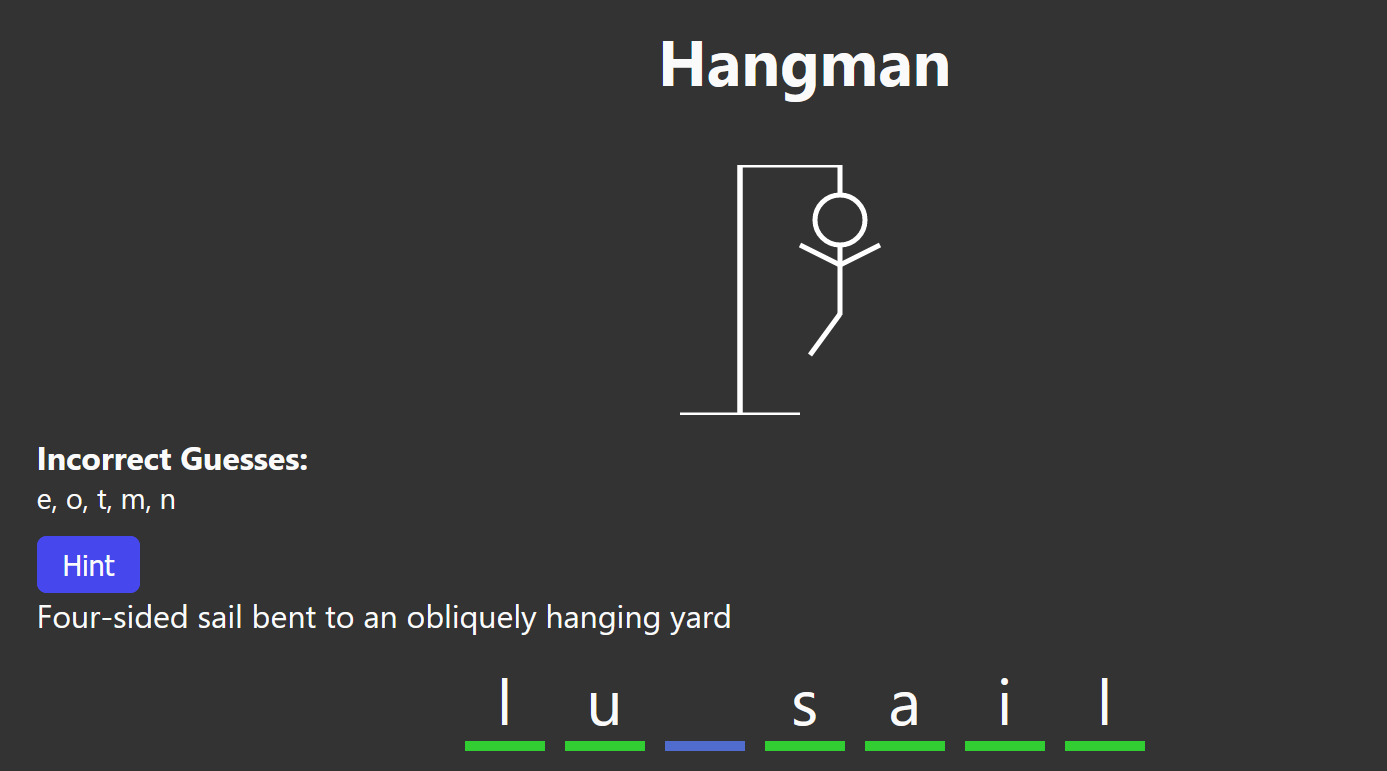 Hangman
Incorrect Guesses:
e, o, t, m, n
Hint
Four-sided sail bent to an obliquely hanging yard
l u s a i l